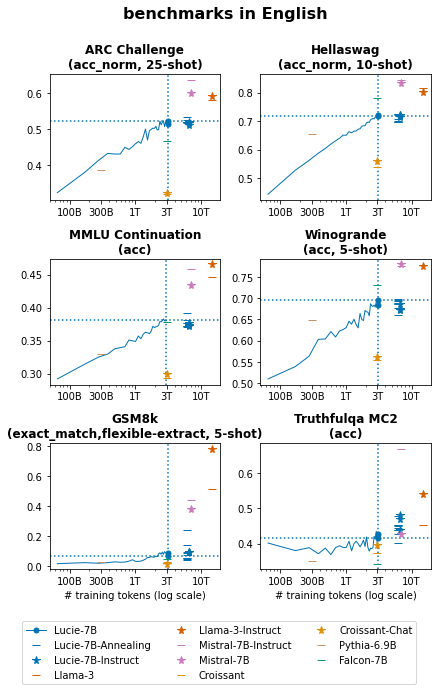 benchmarks in English
ARC Challenge
(acc_norm, 25-shot)
0.6
0.5
0.4
100B 300B 1T 3T 10T
Hellaswag
(acc_norm, 10-shot)
0.8
0.7
0.6
0.5
100B 300B 1T 3T 10T
MMLU Continuation
(acc)
0.45
0.40
0.35
0.30
100B 300B 1T 3T 10T
Winogrande
(acc, 5-shot)
0.75
0.70
0.65
0.60
0.55
0.50
100B 300B 1T 3T 10T
GSM8k
(exact_match,flexible-extract, 5-shot)
0.8
0.6
0.4
0.2
0.0
100B 300B 1T 3T 10T
# training tokens (log scale)
Truthfulqa MC2
(acc)
0.6
0.5
0.4
100B 300B 1T 3T 10T
# training tokens (log scale)
Lucie-7B
Lucie-7B-Annealing
Lucie-7B-Instruct
Llama-3
Llama-3-Instruct
Mistral-7B-Instruct
Mistral-7B
Croissant
Croissant-Chat
Pythia-6.9B
Falcon-7B